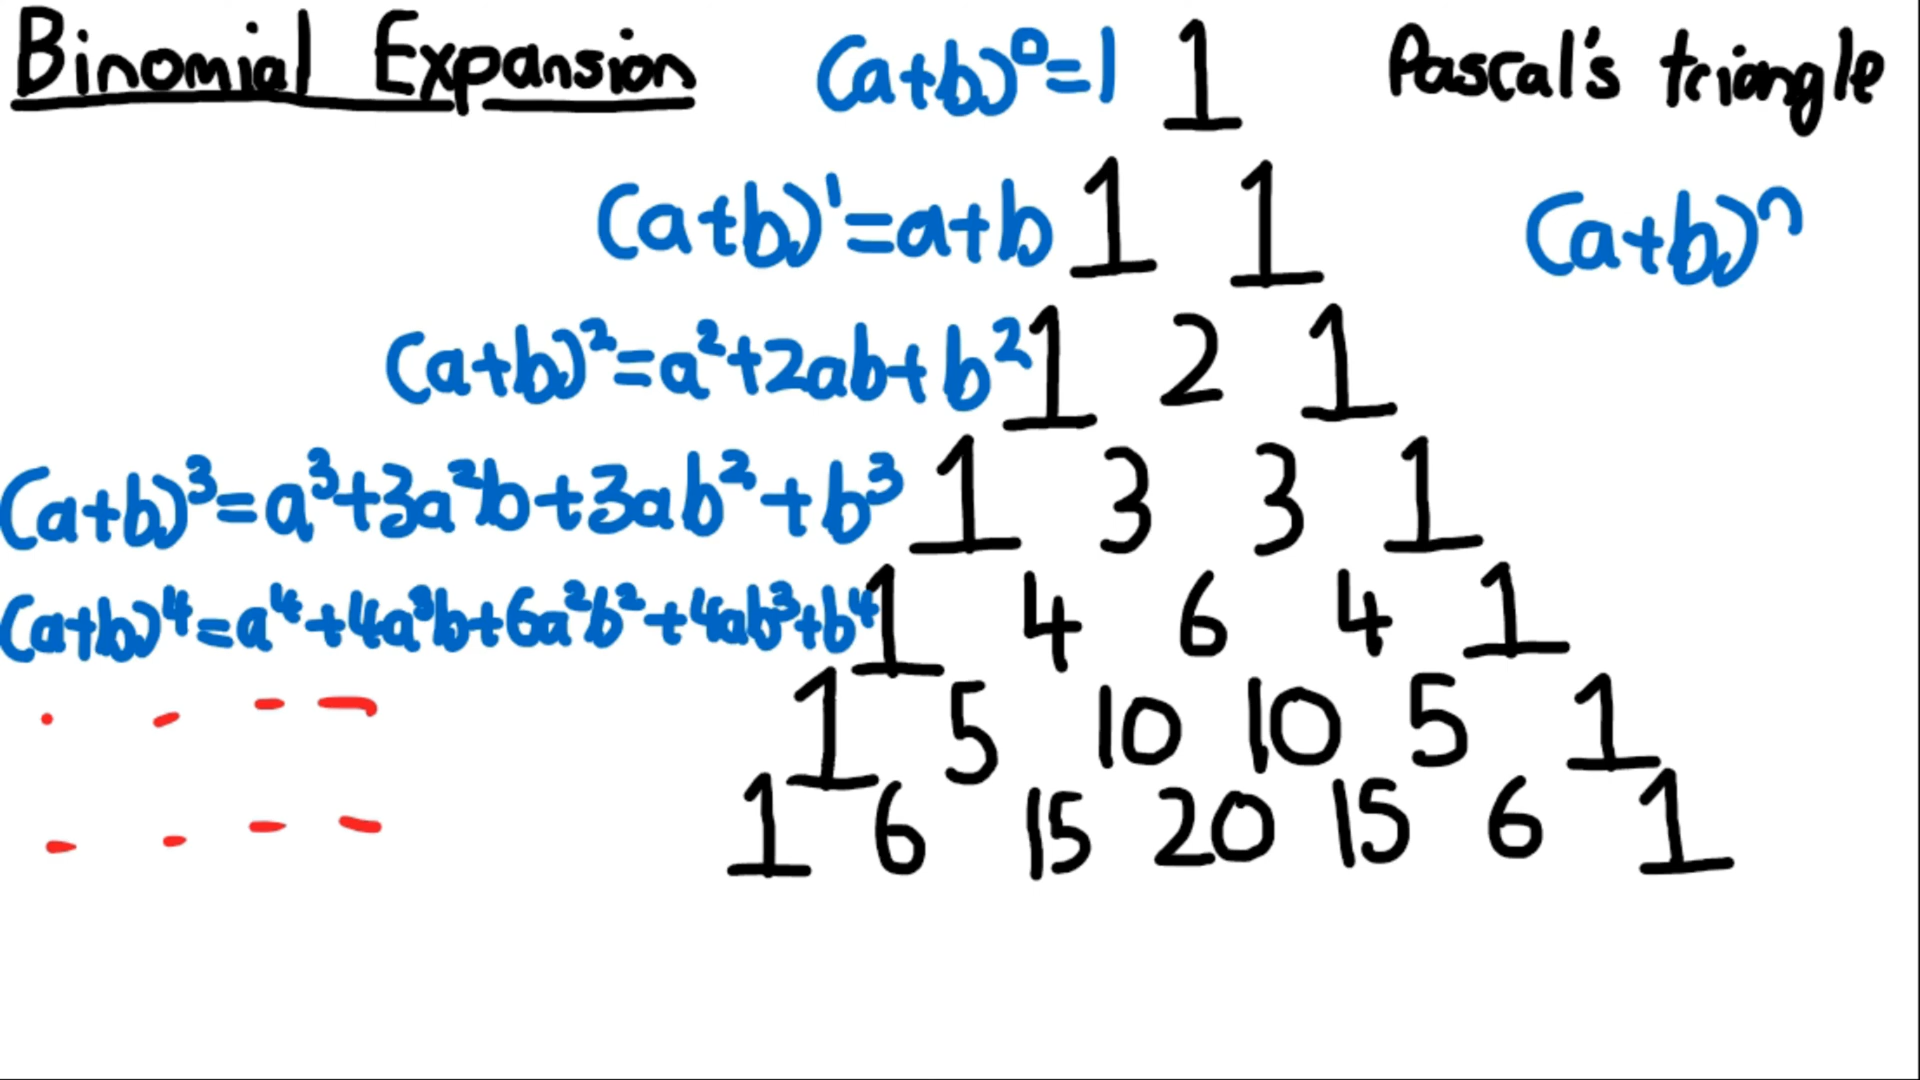 Binomial Expansion (a+b)⁰=1 1 Pascal's triangle
(a+b)¹=a+b 1 1 (a+b)ⁿ
(a+b)²=a²+2ab+b² 1 2 1
(a+b)³=a³+3a²b+3ab²+b³ 1 3 3 1
(a+b)⁴=a⁴+4a³b+6a²b²+4ab³+b⁴ 1 4 6 4 1
1 5 10 10 5 1
1 6 15 20 15 6 1